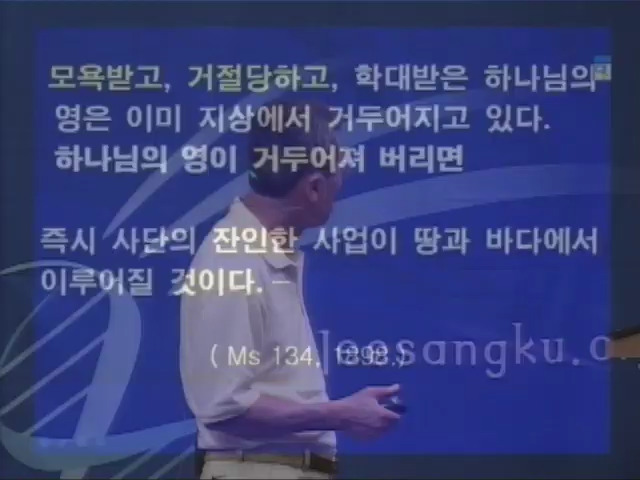 모욕받고, 거절당하고, 학대받은 하나님의
영은 이미 지상에서 거두어지고 있다.
하나님의 영이 거두어져 버리면
즉시 사단의 잔인한 사업이 땅과 바다에서
이루어질 것이다. –
( Ms 134, 1898.)
leesangku.o